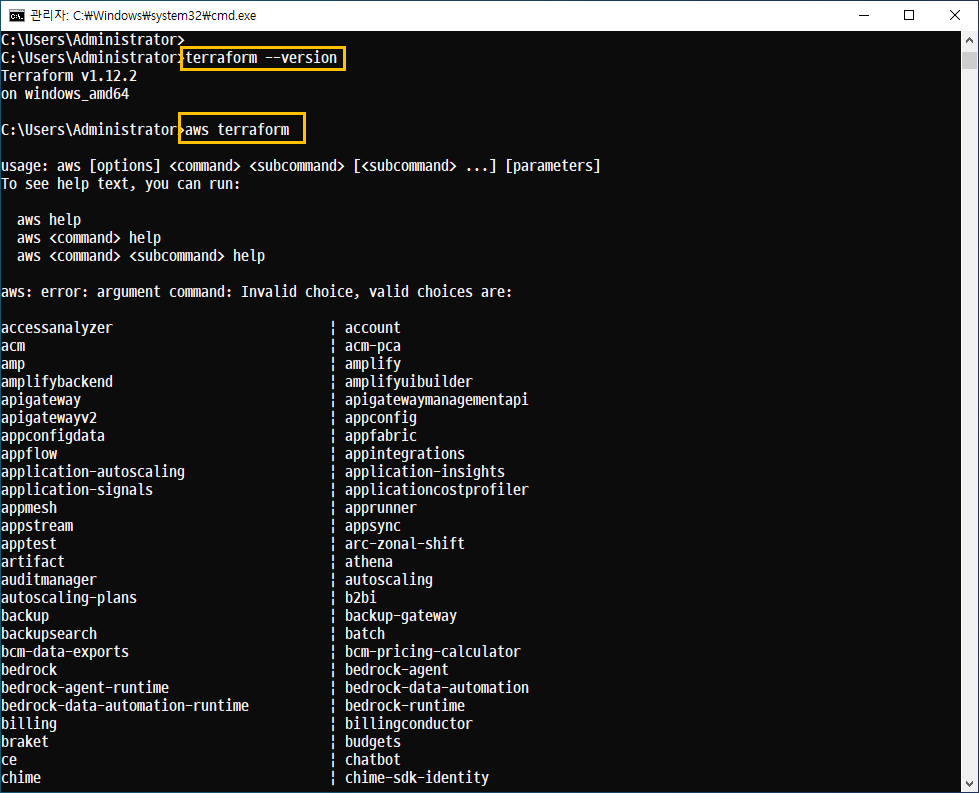 관리자: C:₩Windows₩system32₩cmd.exe
C:\Users\Administrator>
C:\Users\Administrator>terraform --version
Terraform v1.12.2
on windows_amd64
C:\Users\Administrator>aws terraform
usage: aws [options] <command> <subcommand> [<subcommand> ...] [parameters]
To see help text, you can run:
aws help
aws <command> help
aws <command> <subcommand> help
aws: error: argument command: Invalid choice, valid choices are:
accessanalyzer | account
acm | acm-pca
amp | amplify
amplifybackend | amplifyuibuilder
apigateway | apigatewaymanagementapi
apigatewayv2 | appconfig
appconfigdata | appfabric
appflow | appintegrations
application-autoscaling | application-insights
application-signals | applicationcostprofiler
appmesh | apprunner
appstream | appsync
apptest | arc-zonal-shift
artifact | athena
auditmanager | autoscaling
autoscaling-plans | b2bi
backup | backup-gateway
backupsearch | batch
bcm-data-exports | bcm-pricing-calculator
bedrock | bedrock-agent
bedrock-agent-runtime | bedrock-data-automation
bedrock-data-automation-runtime | bedrock-runtime
billing | billingconductor
braket | budgets
ce | chatbot
chime | chime-sdk-identity